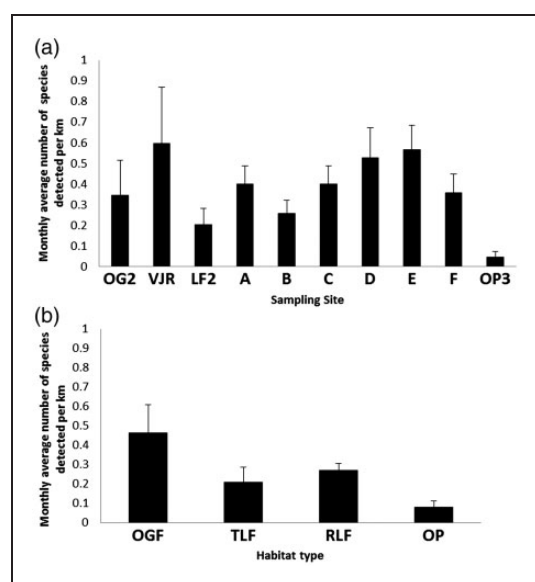 (a)
Monthly average number of species
detected per km
1
0.9
0.8
0.7
0.6
0.5
0.4
0.3
0.2
0.1
0
OG2 VJR LF2 A B C D E F OP3
Sampling Site
(b)
Monthly average number of species
detected per km
1
0.9
0.8
0.7
0.6
0.5
0.4
0.3
0.2
0.1
0
OGF TLF RLF OP
Habitat type